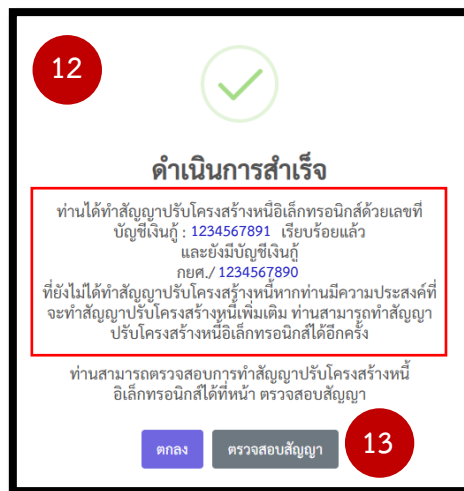 12
ดำเนินการสำเร็จ
ท่านได้ทำสัญญาปรับโครงสร้างหนี้อิเล็กทรอนิกส์ด้วยเลขที่
บัญชีเงินกู้ : 1234567891 เรียบร้อยแล้ว
และยังมีบัญชีเงินกู้
กยศ./ 1234567890
ที่ยังไม่ได้ทำสัญญาปรับโครงสร้างหนี้หากท่านมีความประสงค์ที่
จะทำสัญญาปรับโครงสร้างหนี้เพิ่มเติม ท่านสามารถทำสัญญา
ปรับโครงสร้างหนี้อิเล็กทรอนิกส์ได้อีกครั้ง
ท่านสามารถตรวจสอบการทำสัญญาปรับโครงสร้างหนี้
อิเล็กทรอนิกส์ได้ที่หน้า ตรวจสอบสัญญา
ตกลง ตรวจสอบสัญญา 13